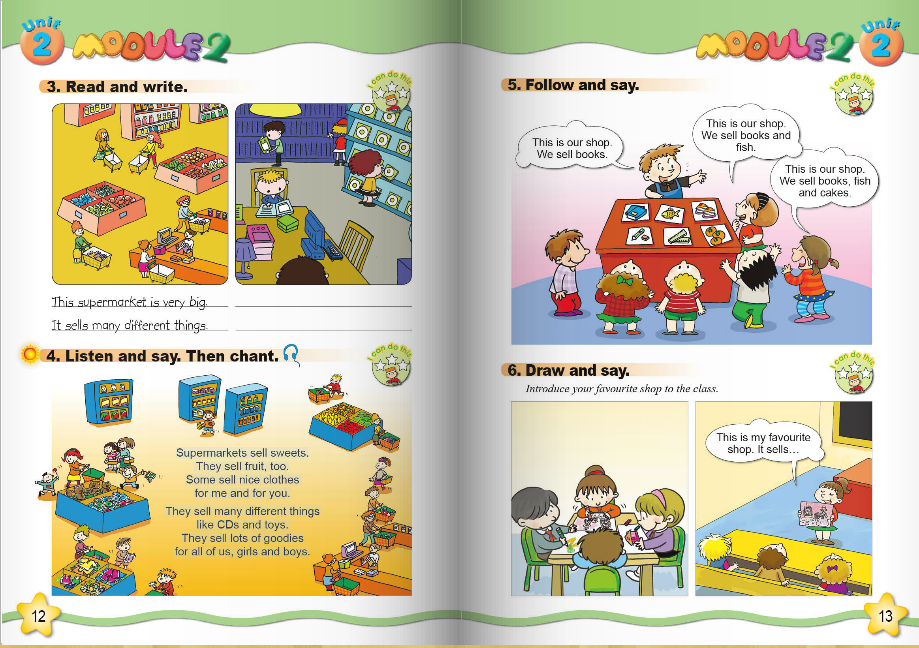 Unit
2
MODULE 2
3. Read and write.
I can do this
This supermarket is very big.
It sells many different things.
4. Listen and say. Then chant.
I can do this
Supermarkets sell sweets.
They sell fruit, too.
Some sell nice clothes
for me and for you.
They sell many different things
like CDs and toys.
They sell lots of goodies
for all of us, girls and boys.
12
MODULE 2
Unit
2
5. Follow and say.
I can do this
This is our shop.
We sell books.
This is our shop.
We sell books and
fish.
This is our shop.
We sell books, fish
and cakes.
6. Draw and say.
I can do this
Introduce your favourite shop to the class.
This is my favourite
shop. It sells...
13